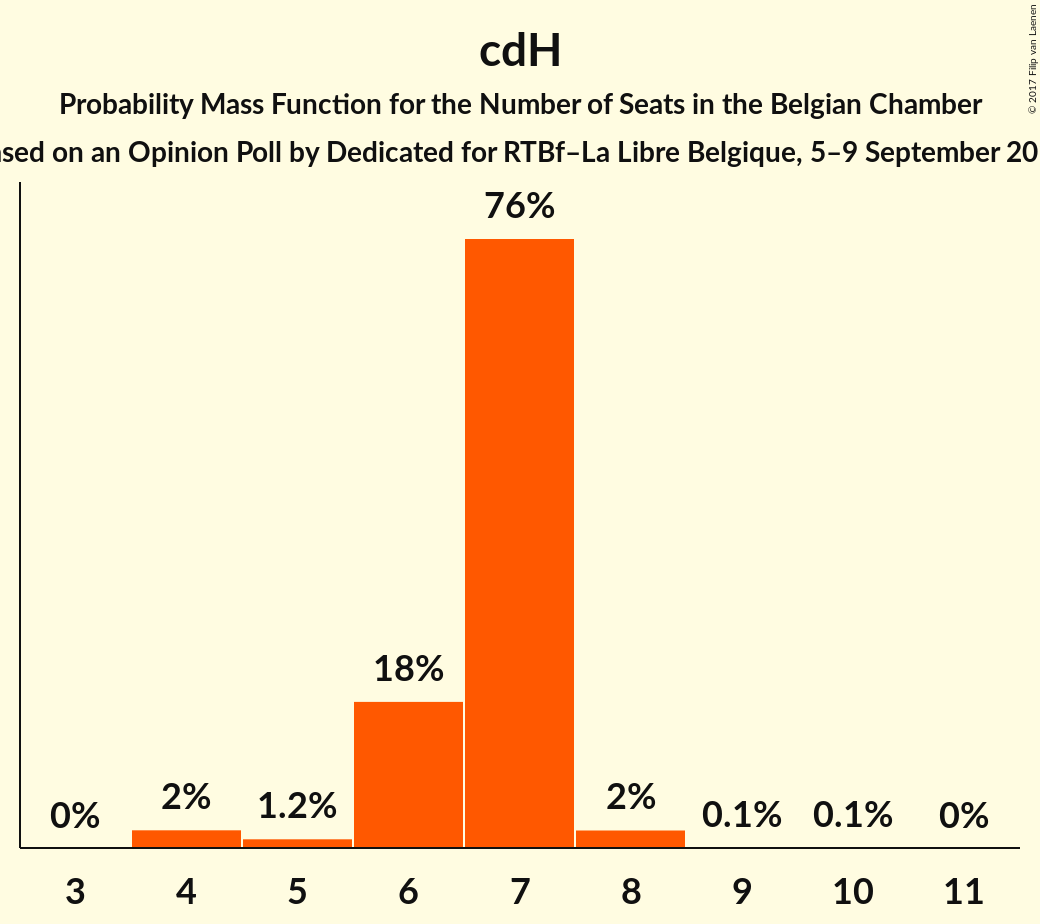 cdH
Probability Mass Function for the Number of Seats in the Belgian Chamber
on an Opinion Poll by Dedicated for RTBf–La Libre Belgique, 5–9 September
© 2017 Filip van Laenen
76%
18%
2%
1.2%
2%
0%
0.1%
0.1%
0%
3 4 5 6 7 8 9 10 11